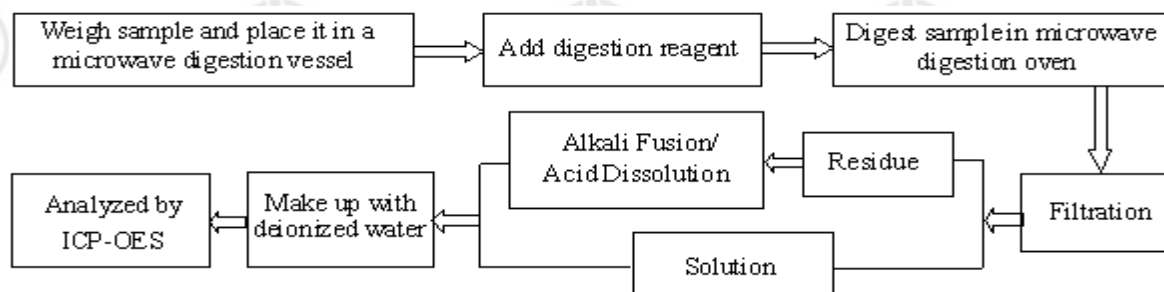 Weigh sample and place it in a
microwave digestion vessel
Add digestion reagent
Digest sample in microwave
digestion oven
Filtration
Residue
Alkali Fusion/
Acid Dissolution
Solution
Make up with
deionized water
Analyzed by
ICP-OES